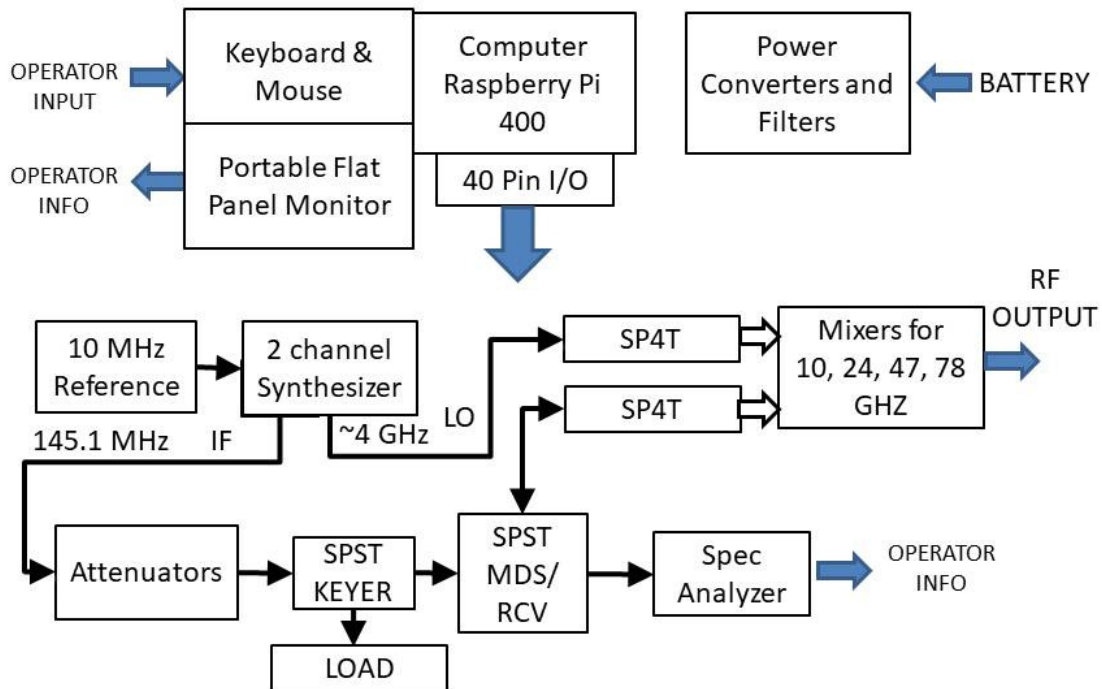 OPERATOR
INPUT
Keyboard &
Mouse
Computer
Raspberry Pi
400
Power
Converters and
Filters
BATTERY
OPERATOR
INFO
Portable Flat
Panel Monitor
40 Pin I/O
RF
OUTPUT
10 MHz
Reference
2 channel
Synthesizer
SP4T
SP4T
Mixers for
10, 24, 47, 78
GHZ
145.1 MHz IF
~4 GHz LO
Attenuators
SPST
KEYER
LOAD
SPST
MDS/
RCV
Spec
Analyzer
OPERATOR
INFO